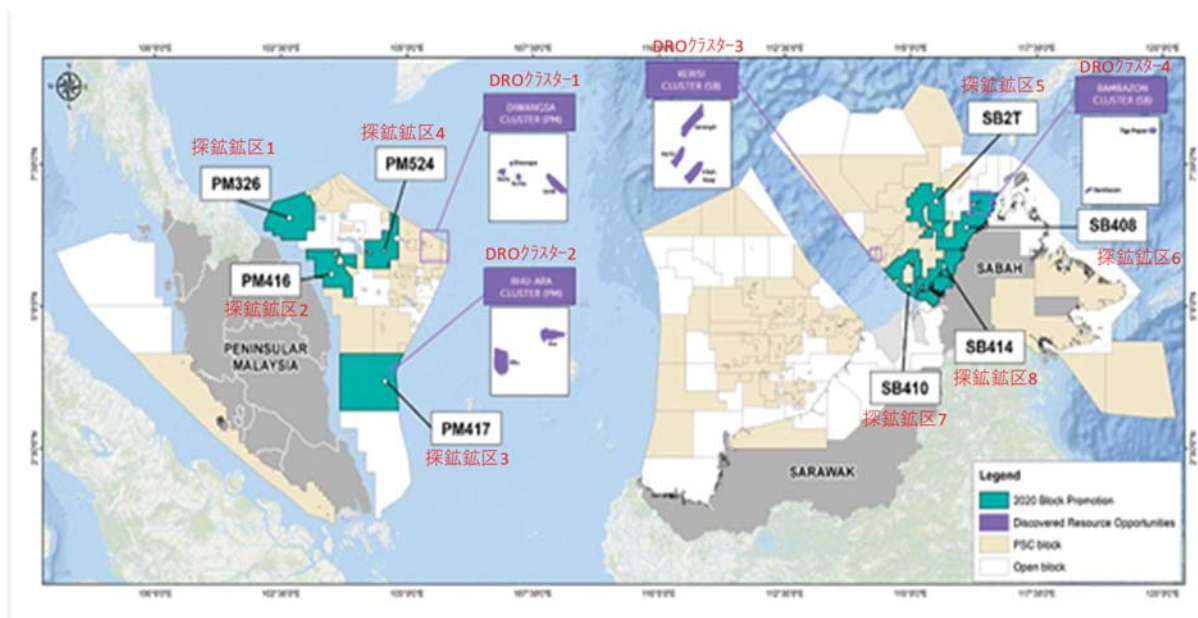 DROクラスター3
DROクラスター1
DROクラスター4
KERISI
CLUSTER (SB)
探鉱鉱区5
BAMBAZON
CLUSTER (SB)
DIWANGSA
CLUSTER (PM)
探鉱鉱区4
SB2T
探鉱鉱区1
PM524
PM326
DROクラスター2
SB408
RHU-ARA
CLUSTER (PM)
探鉱鉱区6
PM416
SABAH
探鉱鉱区2
PENINSULAR
MALAYSIA
SB414
SB410
探鉱鉱区8
探鉱鉱区7
PM417
探鉱鉱区3
SARAWAK
Legend
2020 Block Promotion
Discovered Resource Opportunities
PSC block
Open block